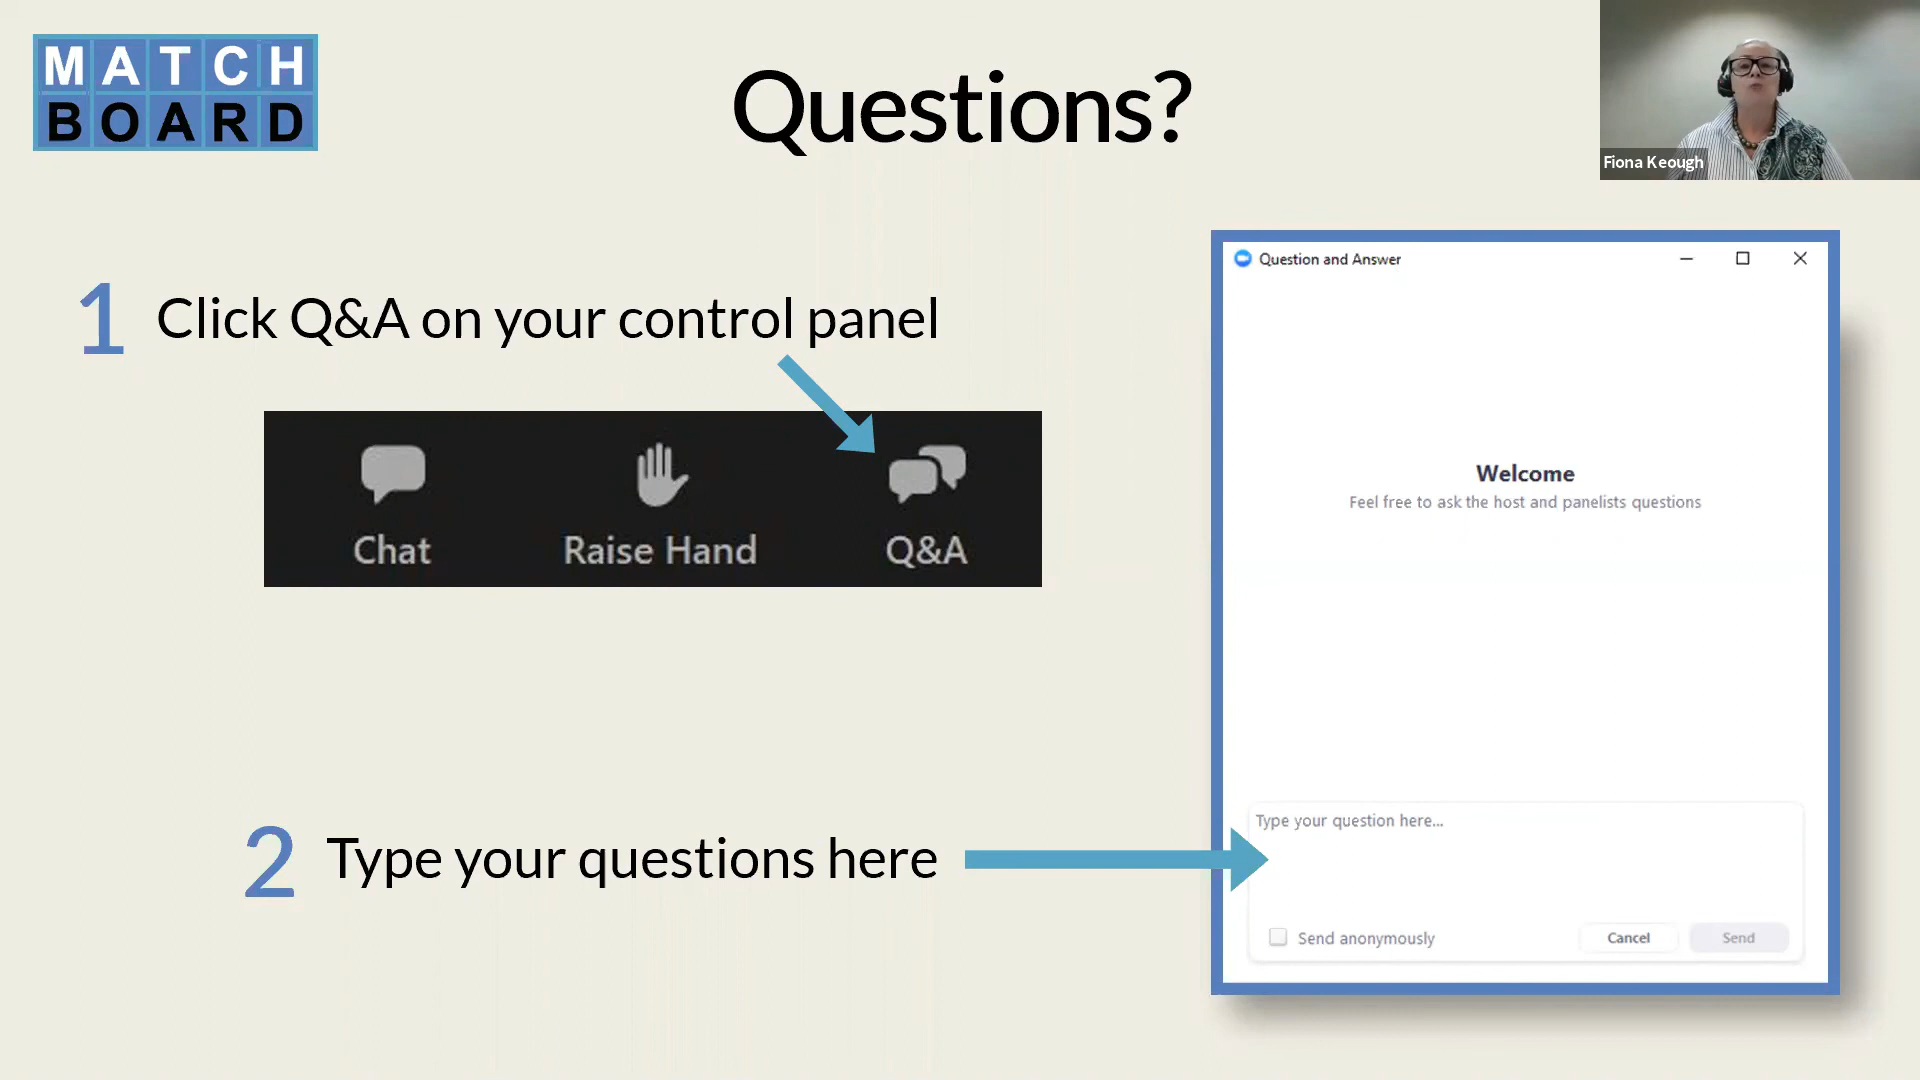 MATCH
BOARD
Questions?
Fiona Keough
1 Click Q&A on your control panel
Chat
Raise Hand
Q&A
2 Type your questions here
Question and Answer
Welcome
Feel free to ask the host and panelists questions
Type your question here...
Send anonymously
Cancel
Send